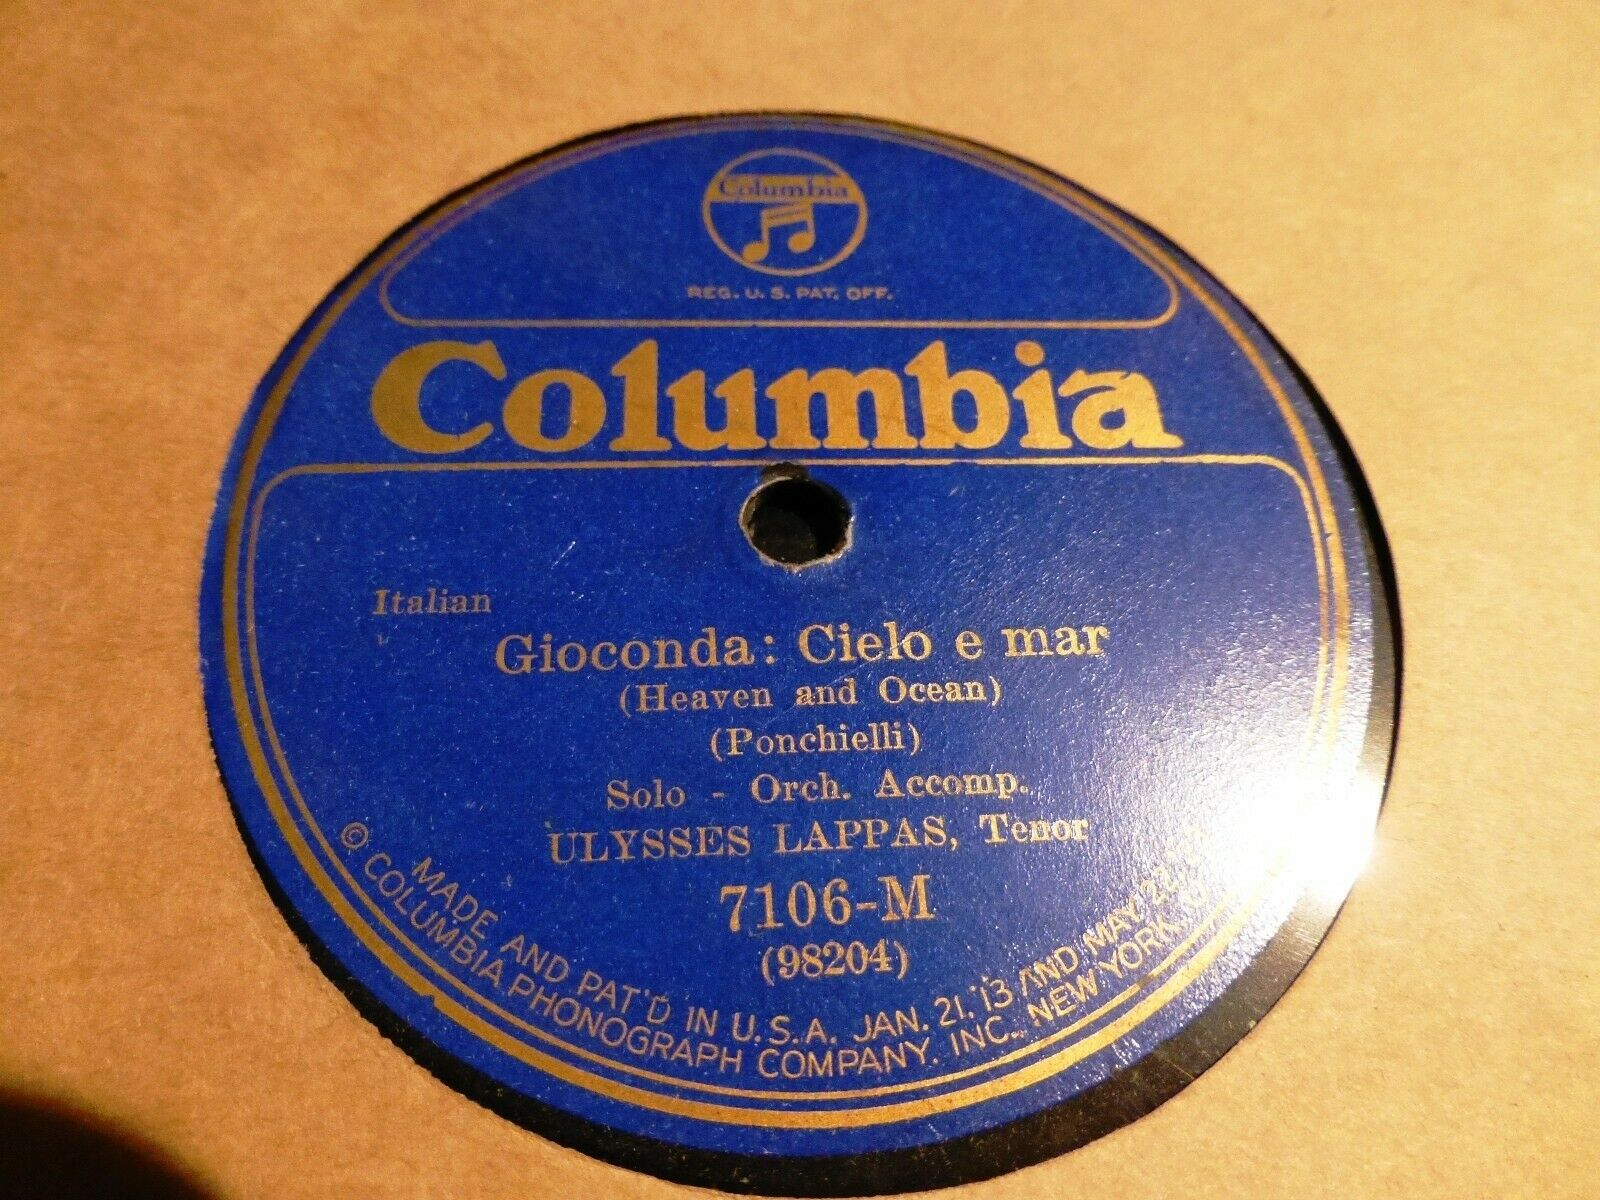 Columbia
REG. U. S. PAT. OFF.
Columbia
Italian
Gioconda: Cielo e mar
(Heaven and Ocean)
(Ponchielli)
Solo - Orch. Accomp.
ULYSSES LAPPAS, Tenor
7106-M
(98204)
MADE AND PAT'D IN U.S.A. JAN. 21, '13 AND MAY 22,
© COLUMBIA PHONOGRAPH COMPANY, INC., NEW YORK,